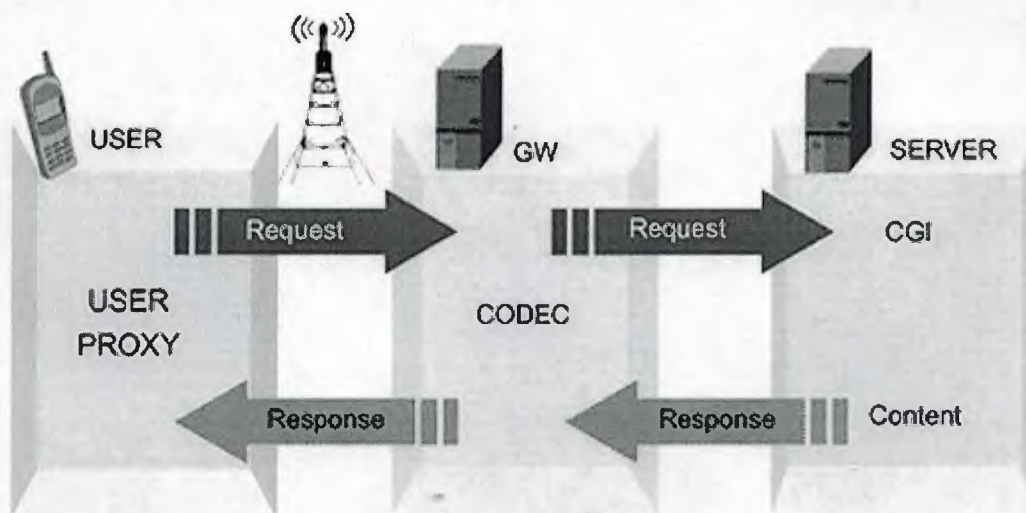 USER
GW
SERVER
Request
Request
CGI
USER
PROXY
CODEC
Response
Response
Content